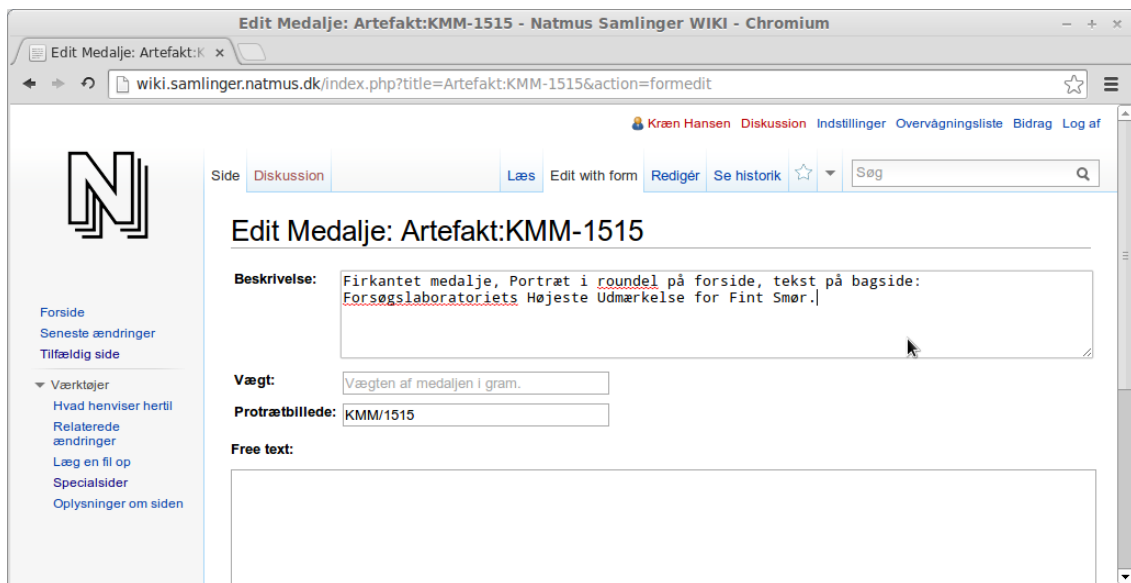 Edit Medalje: Artefakt:KMM-1515 - Natmus Samlinger WIKI - Chromium
Edit Medalje: Artefakt:K
wiki.samlinger.natmus.dk/index.php?title=Artefakt:KMM-1515&action=formedit
Kræn Hansen Diskussion Indstillinger Overvågningsliste Bidrag Log af
N
Side Diskussion Læs Edit with form Redigér Se historik Søg
Edit Medalje: Artefakt:KMM-1515
Beskrivelse: Firkantet medalje, Portræt i roundel på forside, tekst på bagside:
Forsøgslaboratoriets Højeste Udmærkelse for Fint Smør.
Vægt: Vægten af medaljen i gram.
Protrætbillede: KMM/1515
Free text:
Forside
Seneste ændringer
Tilfældig side
Værktøjer
Hvad henviser hertil
Relaterede
ændringer
Læg en fil op
Specialsider
Oplysninger om siden